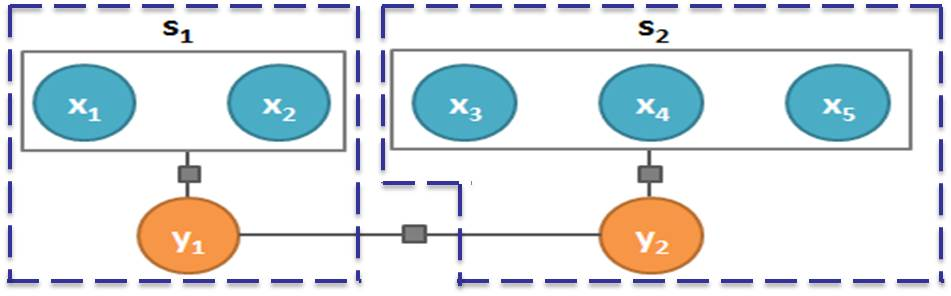 s₁ s₂
x₁ x₂ x₃ x₄ x₅
y₁ y₂